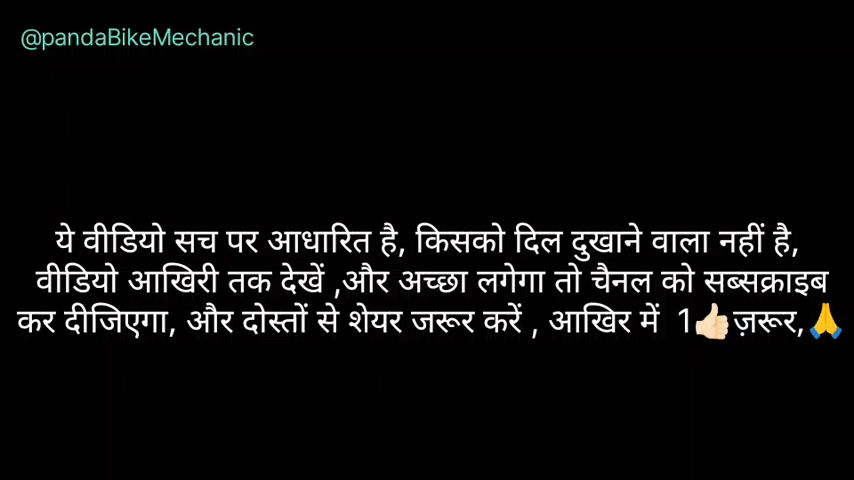 @pandaBikeMechanic
ये वीडियो सच पर आधारित है, किसको दिल दुखाने वाला नहीं है,
वीडियो आखिरी तक देखें ,और अच्छा लगेगा तो चैनल को सब्सक्राइब
कर दीजिएगा, और दोस्तों से शेयर जरूर करें , आखिर में 1👍🏻ज़रूर,🙏